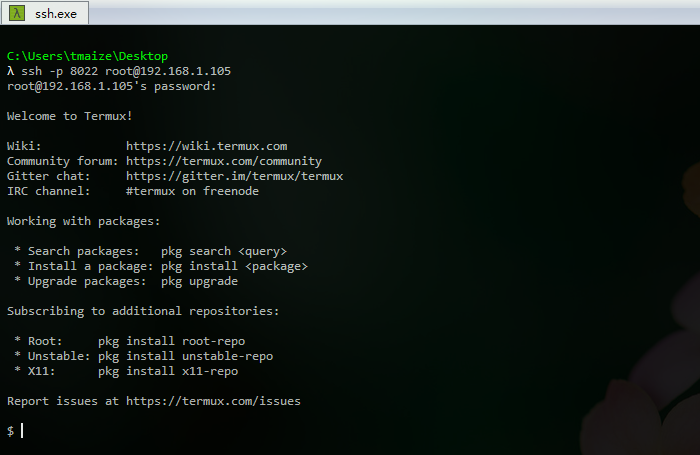 λ ssh.exe
C:\Users\tmaize\Desktop
λ ssh -p 8022 root@192.168.1.105
root@192.168.1.105's password:
Welcome to Termux!
Wiki: https://wiki.termux.com
Community forum: https://termux.com/community
Gitter chat: https://gitter.im/termux/termux
IRC channel: #termux on freenode
Working with packages:
* Search packages: pkg search <query>
* Install a package: pkg install <package>
* Upgrade packages: pkg upgrade
Subscribing to additional repositories:
* Root: pkg install root-repo
* Unstable: pkg install unstable-repo
* X11: pkg install x11-repo
Report issues at https://termux.com/issues
$